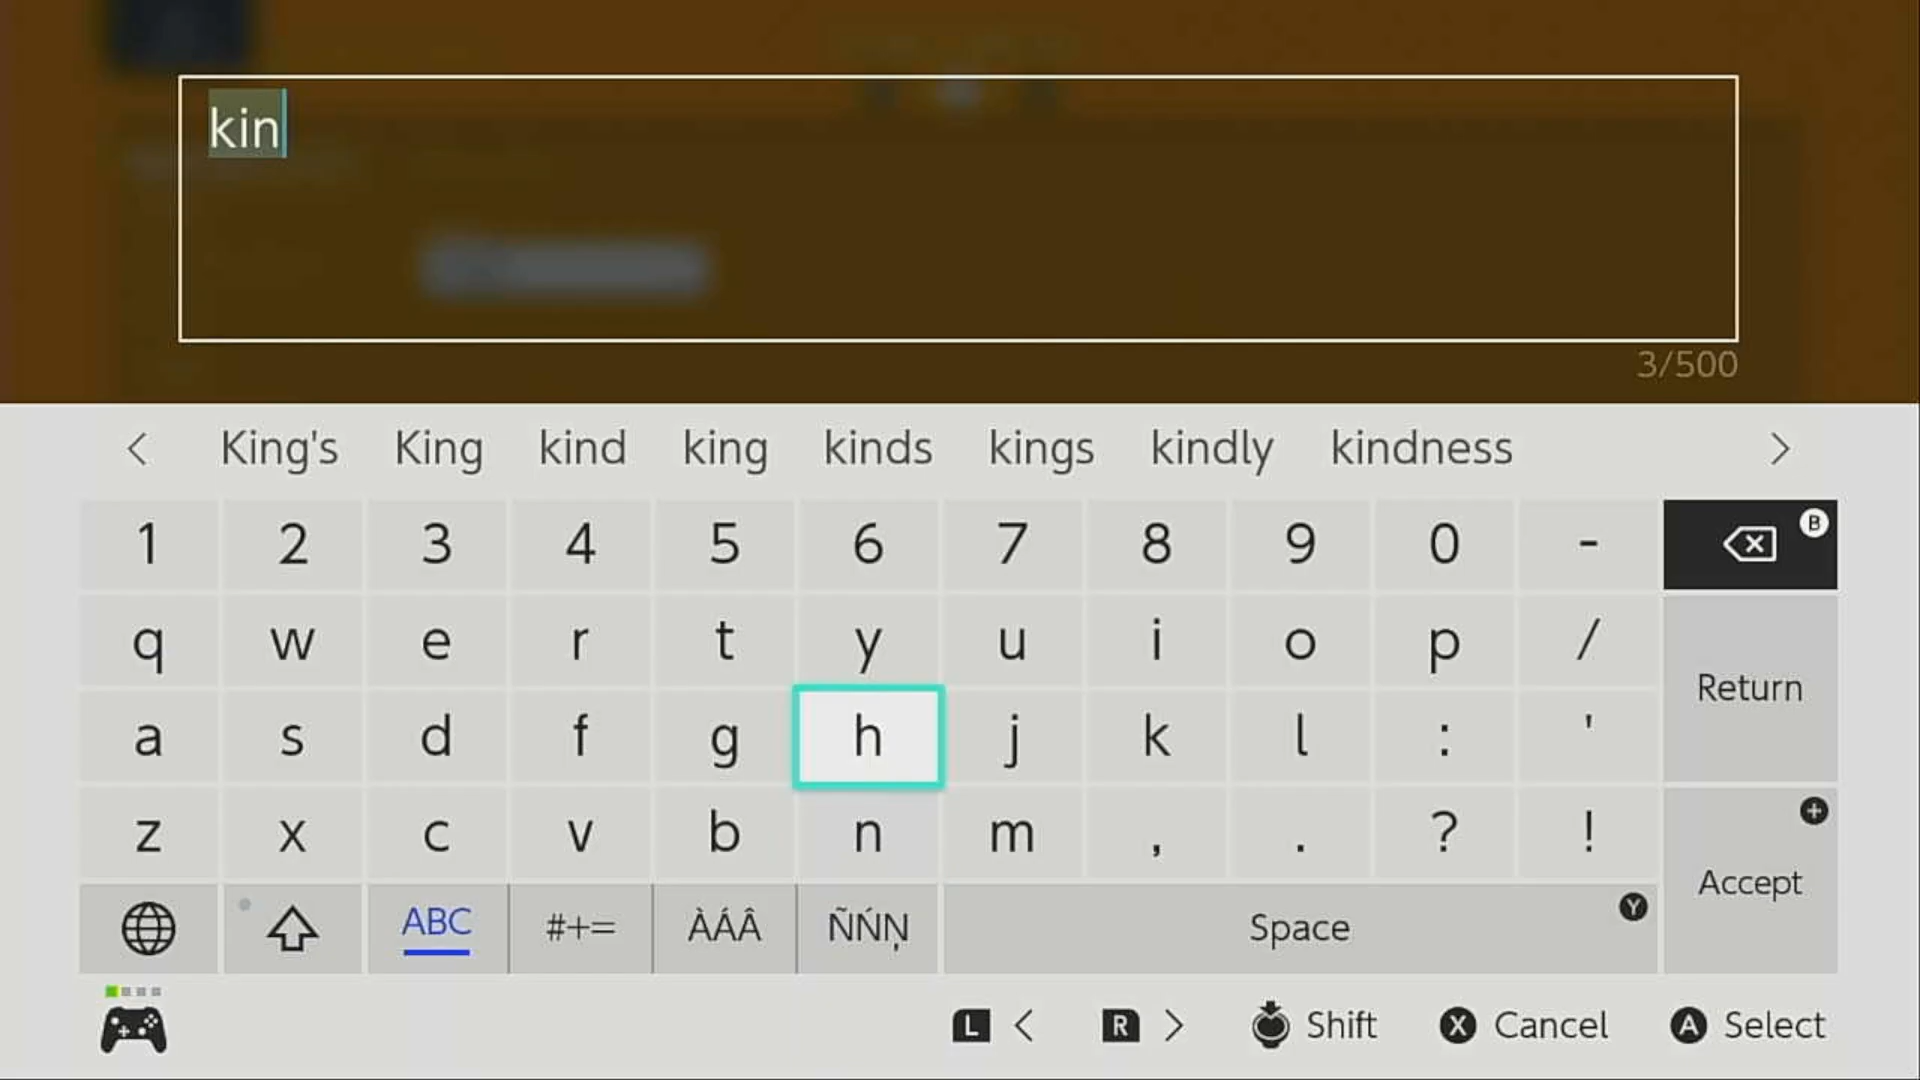 kin
3/500
< King's King kind king kinds kings kindly kindness >
1 2 3 4 5 6 7 8 9 0 - B
q w e r t y u i o p /
Return
a s d f g h j k l : '
z x c v b n m , . ? ! +
Accept
ABC #+= ÀÁÂ ÑŃŅ Space Y
L < R > Shift X Cancel A Select